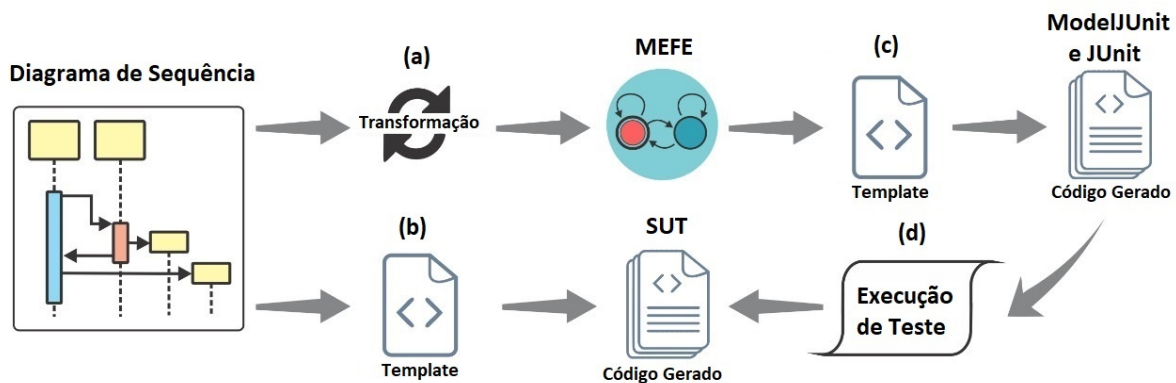 Diagrama de Sequência
(a)
Transformação
MEFE
(c)
Template
ModelJUnit
e JUnit
Código Gerado
(b)
Template
SUT
Código Gerado
(d)
Execução
de Teste